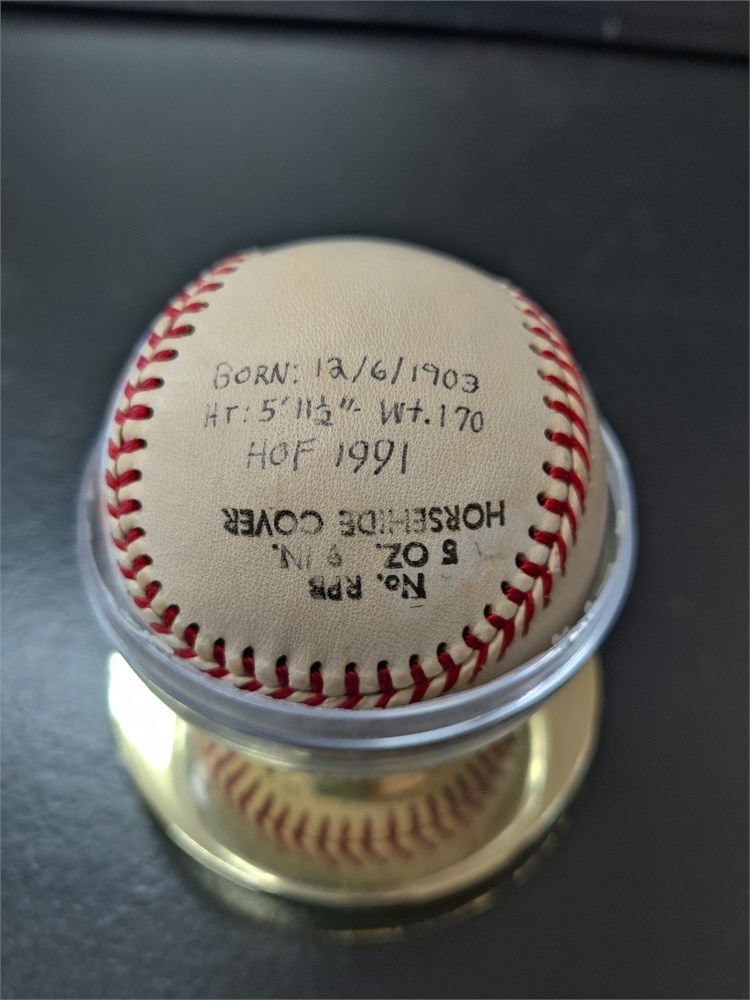 BORN: 12/6/1903
HT: 5' 11½"- Wt. 170
HOF 1991
HORSEHIDE COVER
5 OZ. 9 IN.
No. RPB